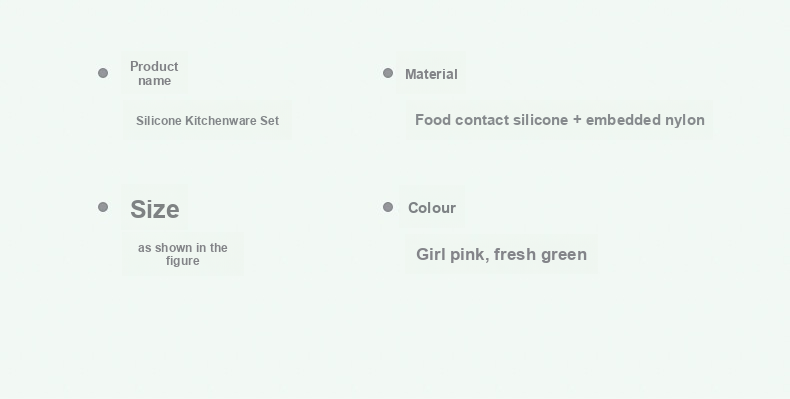 Product
name
Silicone Kitchenware Set
Material
Food contact silicone + embedded nylon
Size
as shown in the
figure
Colour
Girl pink, fresh green